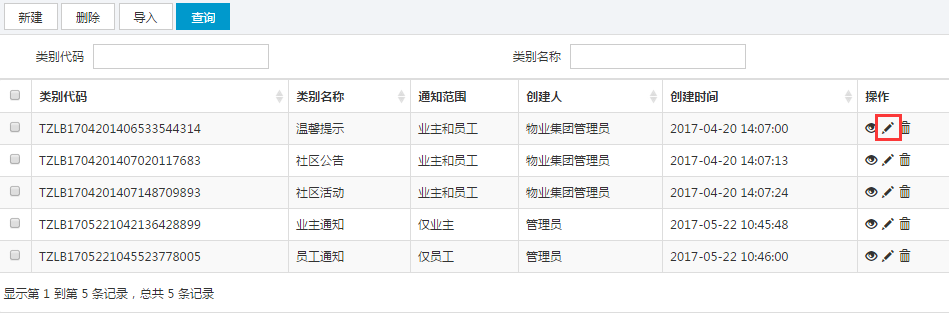 新建 删除 导入 查询
类别代码 类别名称
类别代码 类别名称 通知范围 创建人 创建时间 操作
TZLB1704201406533544314 温馨提示 业主和员工 物业集团管理员 2017-04-20 14:07:00
TZLB1704201407020117683 社区公告 业主和员工 物业集团管理员 2017-04-20 14:07:13
TZLB1704201407148709893 社区活动 业主和员工 物业集团管理员 2017-04-20 14:07:24
TZLB1705221042136428899 业主通知 仅业主 管理员 2017-05-22 10:45:48
TZLB1705221045523778005 员工通知 仅员工 管理员 2017-05-22 10:46:00
显示第 1 到第 5 条记录，总共 5 条记录